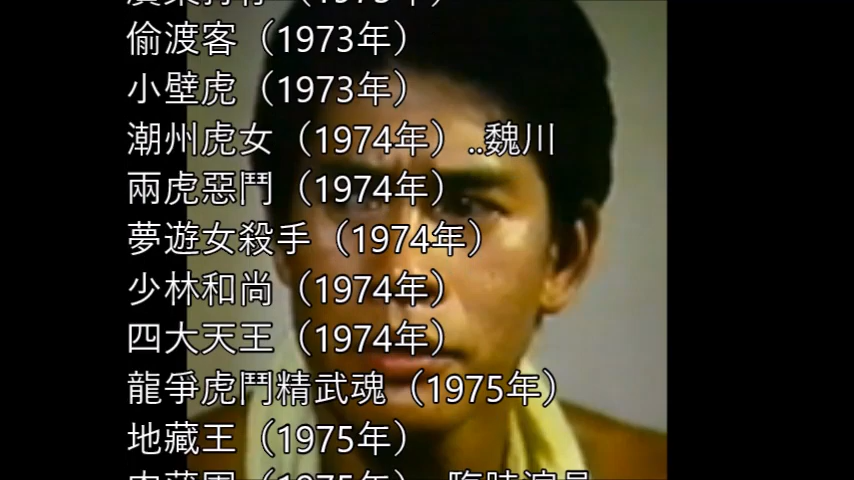 偷渡客（1973年）
小壁虎（1973年）
潮州虎女（1974年）..魏川
兩虎惡鬥（1974年）
夢遊女殺手（1974年）
少林和尚（1974年）
四大天王（1974年）
龍爭虎鬥精武魂（1975年）
地藏王（1975年）